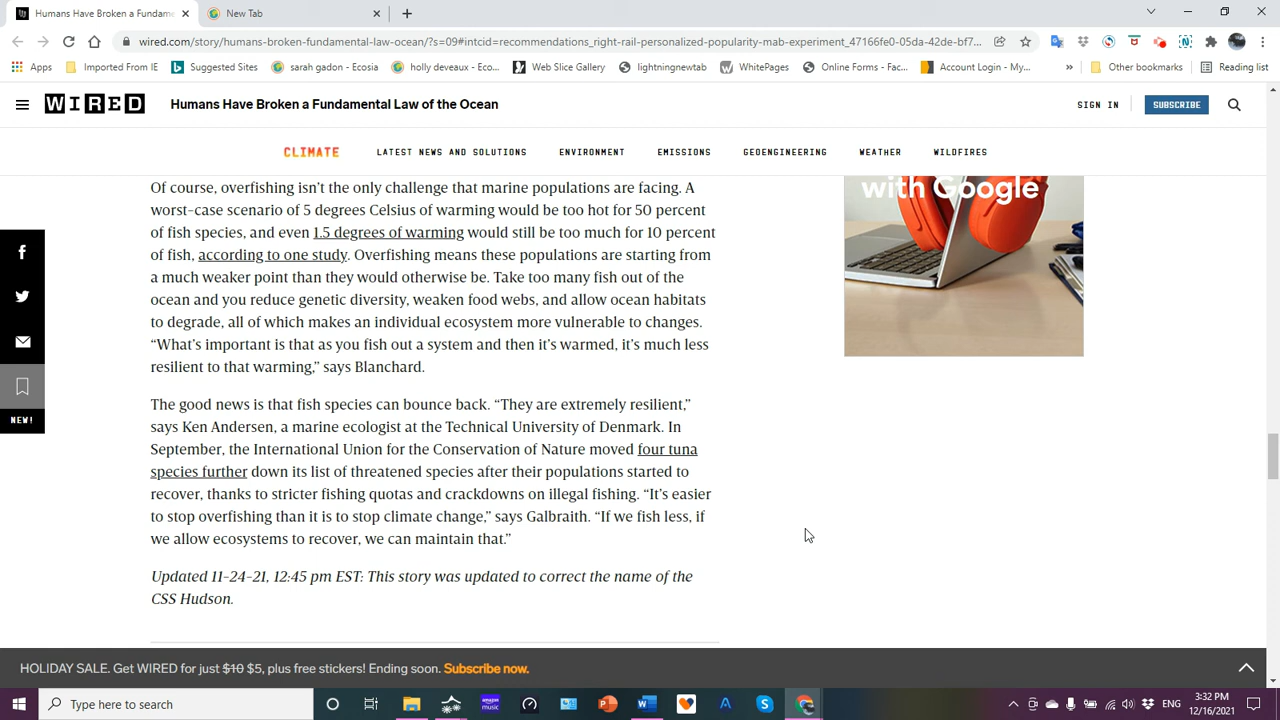 Humans Have Broken a Fundam
New Tab
wired.com/story/humans-broken-fundamental-law-ocean/?s=09#intcid=recommendations_right-rail-personalized-popularity-mab-experiment_47166fe0-05da-42de-bf7...
Apps
Imported From IE
Suggested Sites
sarah gadon - Ecosia
holly deveaux - Eco...
Web Slice Gallery
lightningnewtab
WhitePages
Online Forms - Fac...
Account Login - My...
»
Other bookmarks
Reading list
WIRED
Humans Have Broken a Fundamental Law of the Ocean
SIGN IN
SUBSCRIBE
CLIMATE
LATEST NEWS AND SOLUTIONS
ENVIRONMENT
EMISSIONS
GEOENGINEERING
WEATHER
WILDFIRES
with Google
Of course, overfishing isn’t the only challenge that marine populations are facing. A
worst-case scenario of 5 degrees Celsius of warming would be too hot for 50 percent
of fish species, and even 1.5 degrees of warming would still be too much for 10 percent
of fish, according to one study. Overfishing means these populations are starting from
a much weaker point than they would otherwise be. Take too many fish out of the
ocean and you reduce genetic diversity, weaken food webs, and allow ocean habitats
to degrade, all of which makes an individual ecosystem more vulnerable to changes.
“What’s important is that as you fish out a system and then it’s warmed, it’s much less
resilient to that warming,” says Blanchard.
The good news is that fish species can bounce back. “They are extremely resilient,”
says Ken Andersen, a marine ecologist at the Technical University of Denmark. In
September, the International Union for the Conservation of Nature moved four tuna
species further down its list of threatened species after their populations started to
recover, thanks to stricter fishing quotas and crackdowns on illegal fishing. “It’s easier
to stop overfishing than it is to stop climate change,” says Galbraith. “If we fish less, if
we allow ecosystems to recover, we can maintain that.”
Updated 11-24-21, 12:45 pm EST: This story was updated to correct the name of the
CSS Hudson.
NEW!
HOLIDAY SALE. Get WIRED for just $10 $5, plus free stickers! Ending soon. Subscribe now.
Type here to search
ENG
3:32 PM
12/16/2021